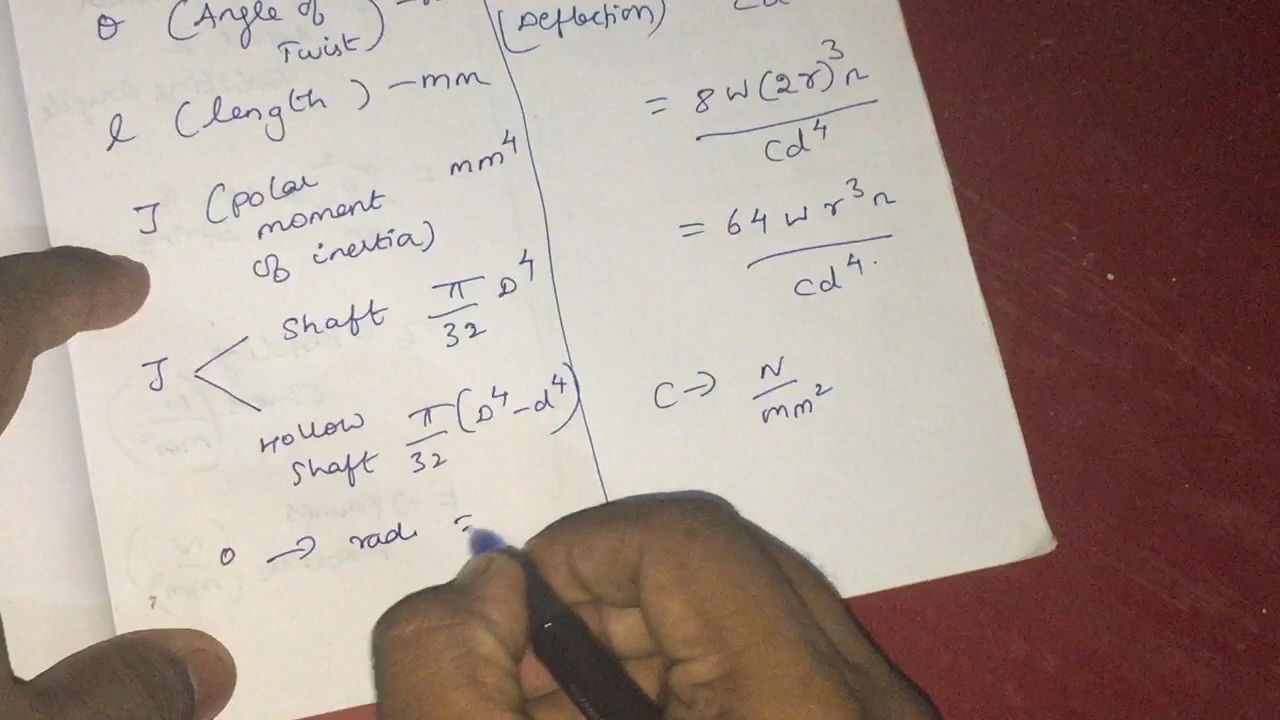 θ (Angle of
Twist)
l (length) - mm
J (polar
moment
of inertia) mm⁴
J < Shaft π/32 D⁴
Hollow
Shaft π/32 (D⁴-d⁴)
θ → rad =
(Deflection) Cd
= 8W(2r)³n / Cd⁴
= 64 W r³n / Cd⁴.
C → N/mm²